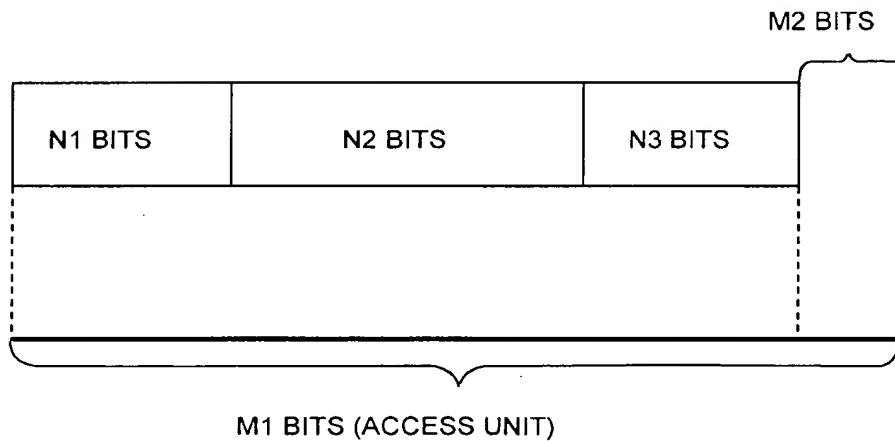 M2 BITS
N1 BITS
N2 BITS
N3 BITS
M1 BITS (ACCESS UNIT)